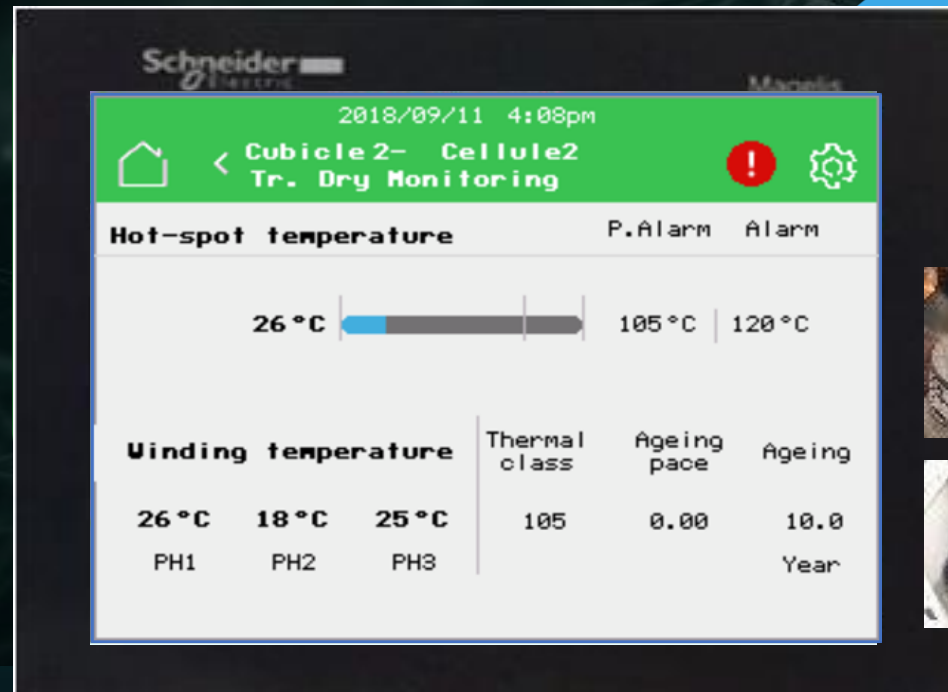 Schneider
Electric
Magelis
2018/09/11 4:08pm
< Cubicle 2- Cellule2
Tr. Dry Monitoring
!
Hot-spot temperature P.Alarm Alarm
26°C 105°C 120°C
Winding temperature Thermal class Ageing pace Ageing
26°C 18°C 25°C 105 0.00 10.0
PH1 PH2 PH3 Year